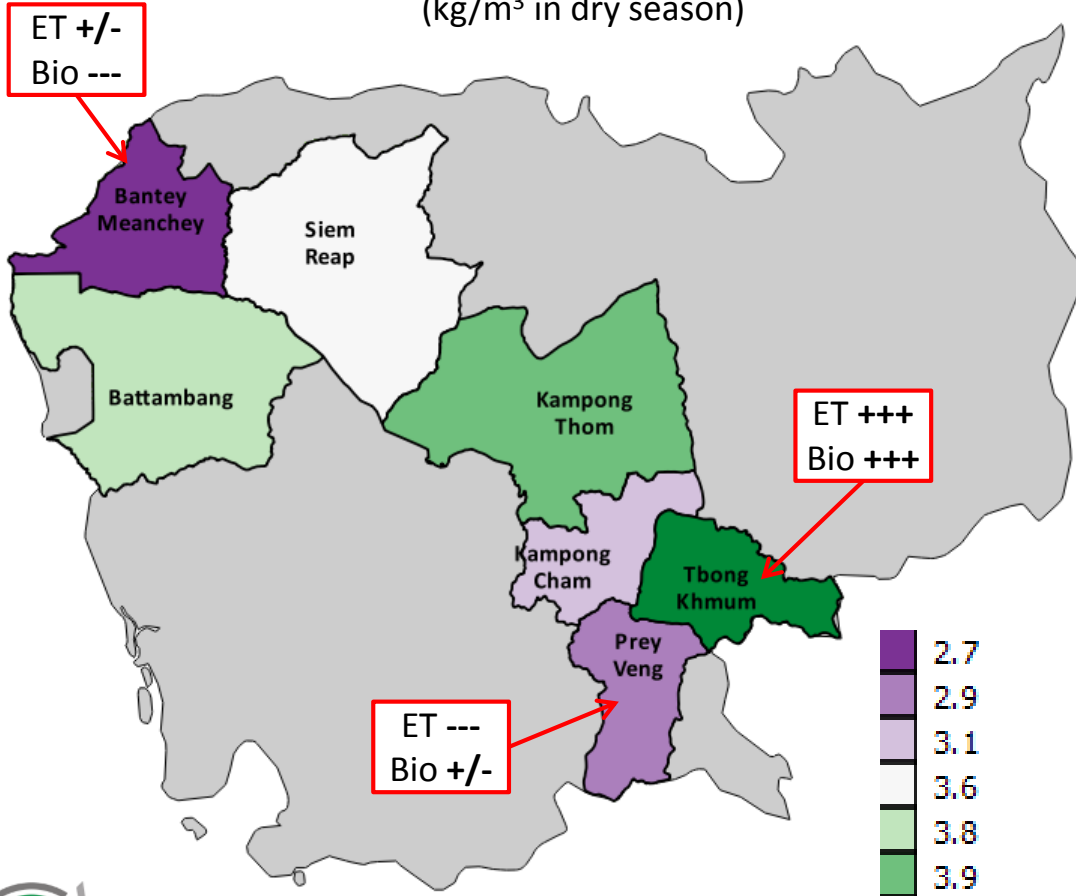 (kg/m³ in dry season)
ET +/-
Bio ---
Bantey
Meanchey
Siem
Reap
Battambang
Kampong
Thom
ET +++
Bio +++
Kampong
Cham
Tbong
Khmum
Prey
Veng
ET ---
Bio +/-
2.7
2.9
3.1
3.6
3.8
3.9